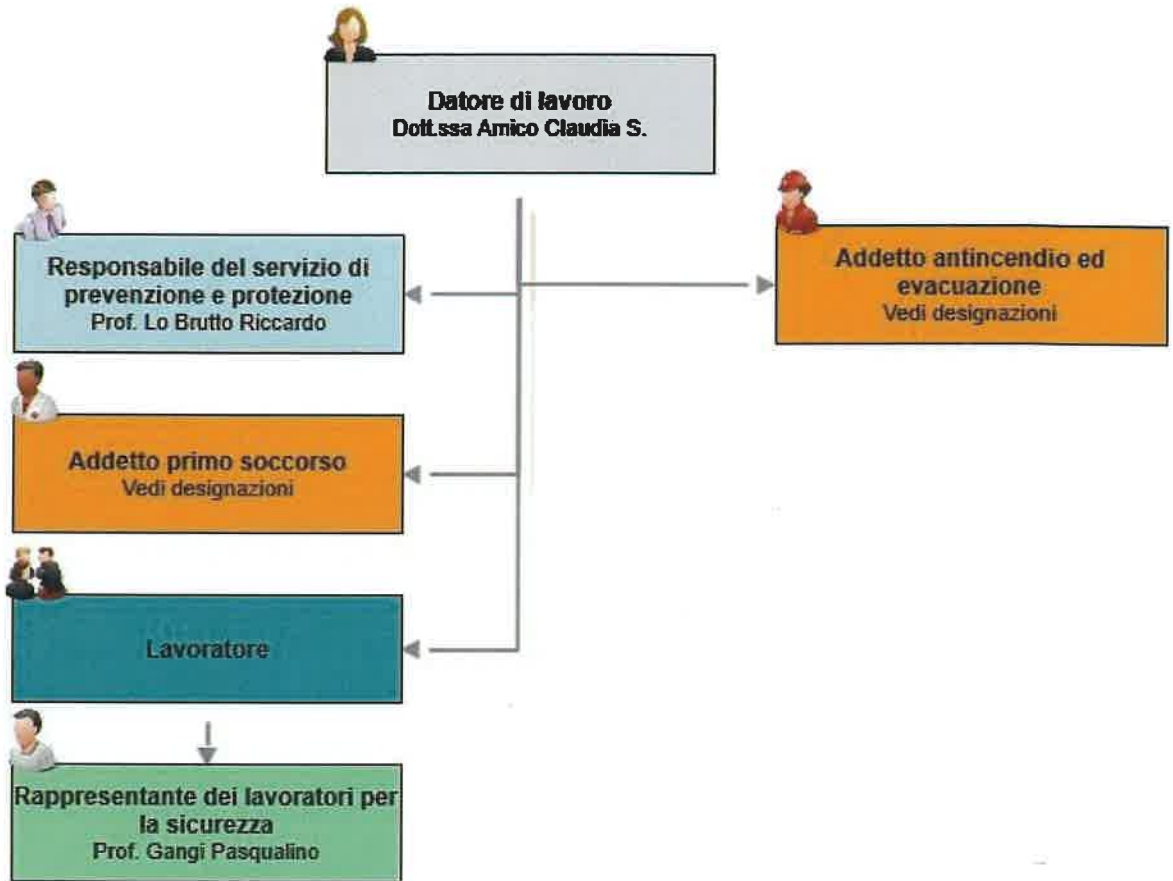 Datore di lavoro
Dott.ssa Amico Claudia S.
Responsabile del servizio di
prevenzione e protezione
Prof. Lo Brutto Riccardo
Addetto antincendio ed
evacuazione
Vedi designazioni
Addetto primo soccorso
Vedi designazioni
Lavoratore
Rappresentante dei lavoratori per
la sicurezza
Prof. Gangi Pasqualino